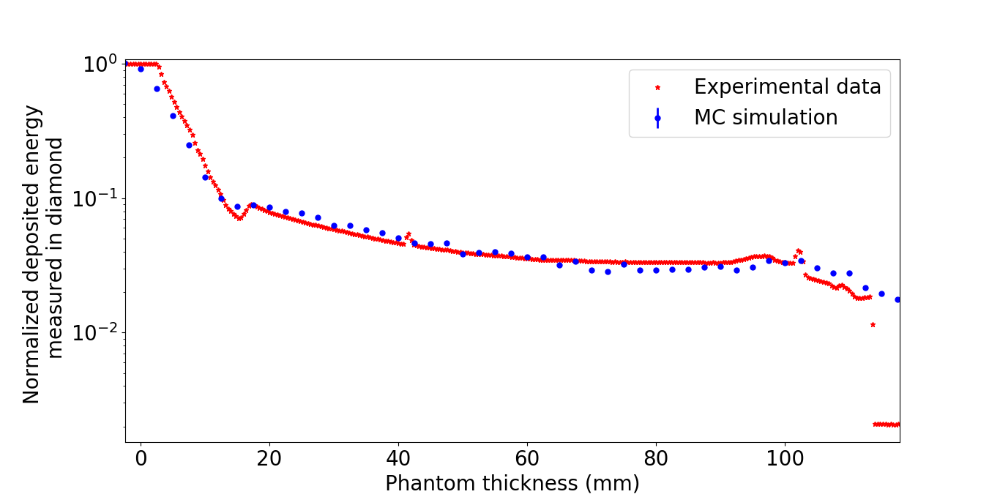 Normalized deposited energy
measured in diamond
10⁰
10⁻¹
10⁻²
Experimental data
MC simulation
0 20 40 60 80 100
Phantom thickness (mm)